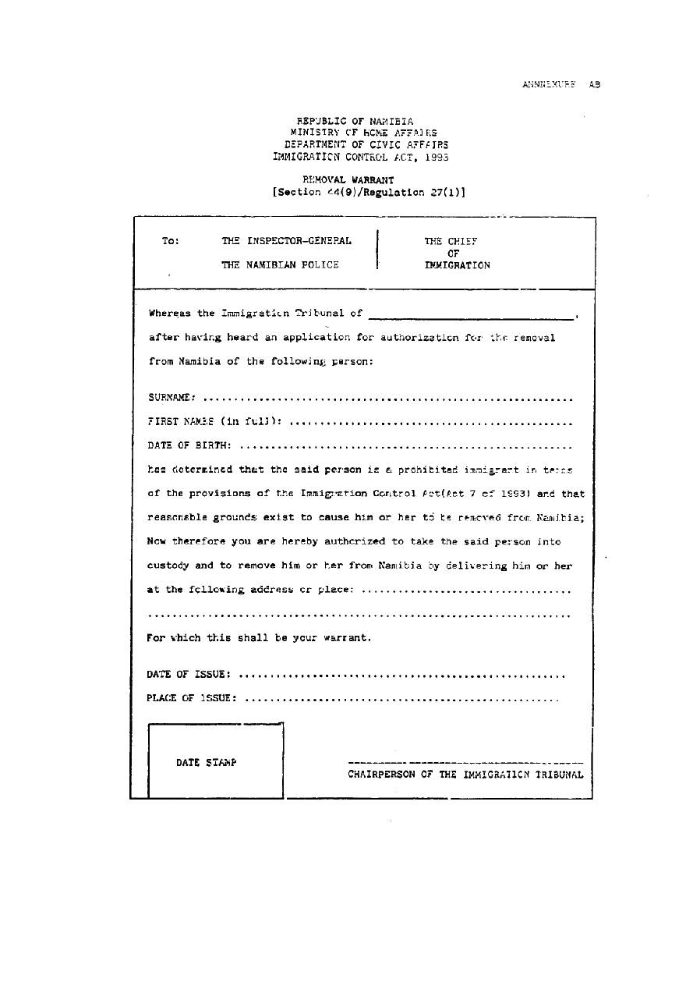 ANNNEXURE AB
REPUBLIC OF NAMIBIA
MINISTRY OF HOME AFFAIRS
DEPARTMENT OF CIVIC AFFAIRS
IMMIGRATION CONTROL ACT, 1993
REMOVAL WARRANT
[Section 44(9)/Regulation 27(1)]
To: THE INSPECTOR-GENERAL THE CHIEF
OF
THE NAMIBIAN POLICE IMMIGRATION
Whereas the Immigration Tribunal of ______________________________,
after having heard an application for authorization for the removal
from Namibia of the following person:
SURNAME: ............................................................
FIRST NAMES (in full): ..............................................
DATE OF BIRTH: ......................................................
has determined that the said person is a prohibited immigrant in terms
of the provisions of the Immigration Control Act(Act 7 of 1993) and that
reasonable grounds exist to cause him or her to be removed from Namibia;
Now therefore you are hereby authorized to take the said person into
custody and to remove him or her from Namibia by delivering him or her
at the following address or place: ..................................
.....................................................................
For which this shall be your warrant.
DATE OF ISSUE: .....................................................
PLACE OF ISSUE: ...................................................
DATE STAMP
CHAIRPERSON OF THE IMMIGRATION TRIBUNAL